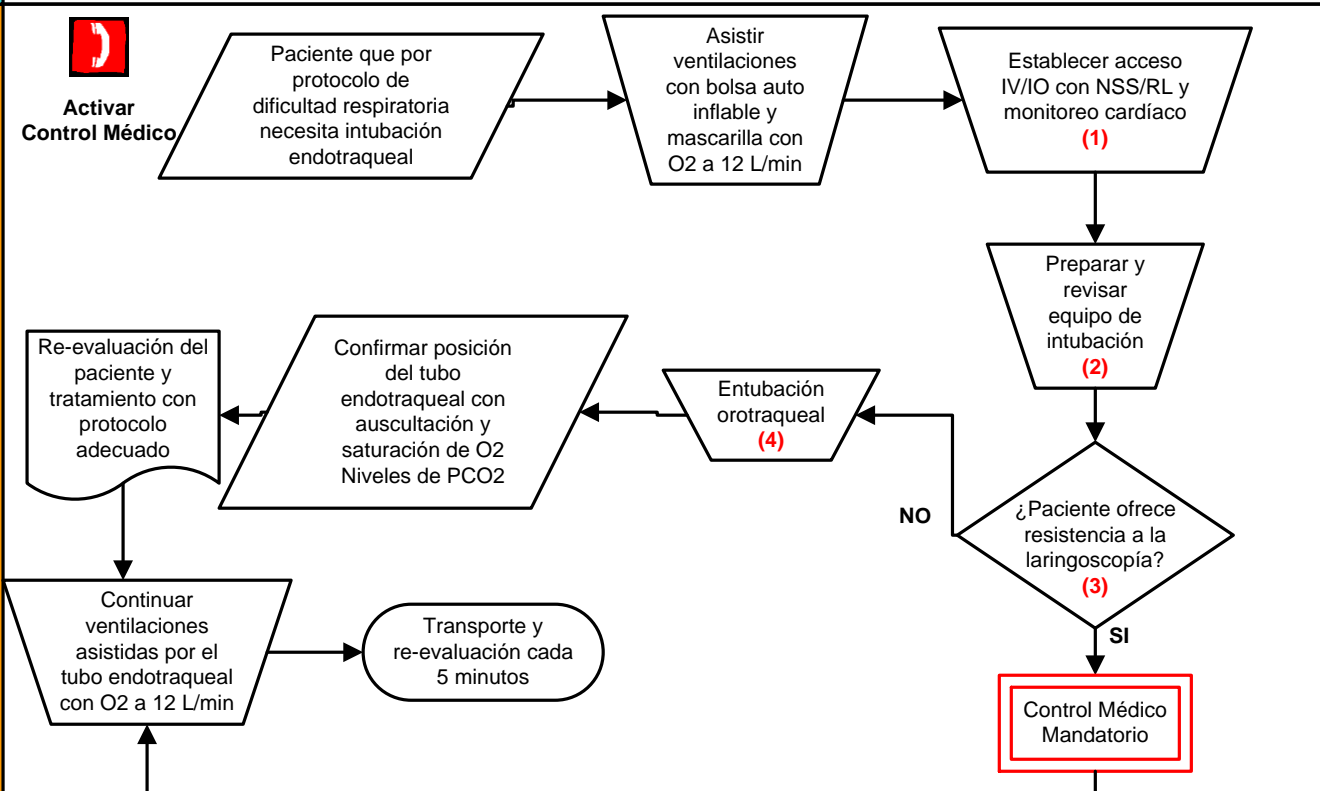 Activar
Control Médico
Paciente que por
protocolo de
dificultad respiratoria
necesita intubación
endotraqueal
Asistir
ventilaciones
con bolsa auto
inflable y
mascarilla con
O2 a 12 L/min
Establecer acceso
IV/IO con NSS/RL y
monitoreo cardíaco
(1)
Preparar y
revisar
equipo de
intubación
(2)
¿Paciente ofrece
resistencia a la
laringoscopía?
(3)
NO
SI
Entubación
orotraqueal
(4)
Confirmar posición
del tubo
endotraqueal con
auscultación y
saturación de O2
Niveles de PCO2
Re-evaluación del
paciente y
tratamiento con
protocolo
adecuado
Continuar
ventilaciones
asistidas por el
tubo endotraqueal
con O2 a 12 L/min
Transporte y
re-evaluación cada
5 minutos
Control Médico
Mandatorio